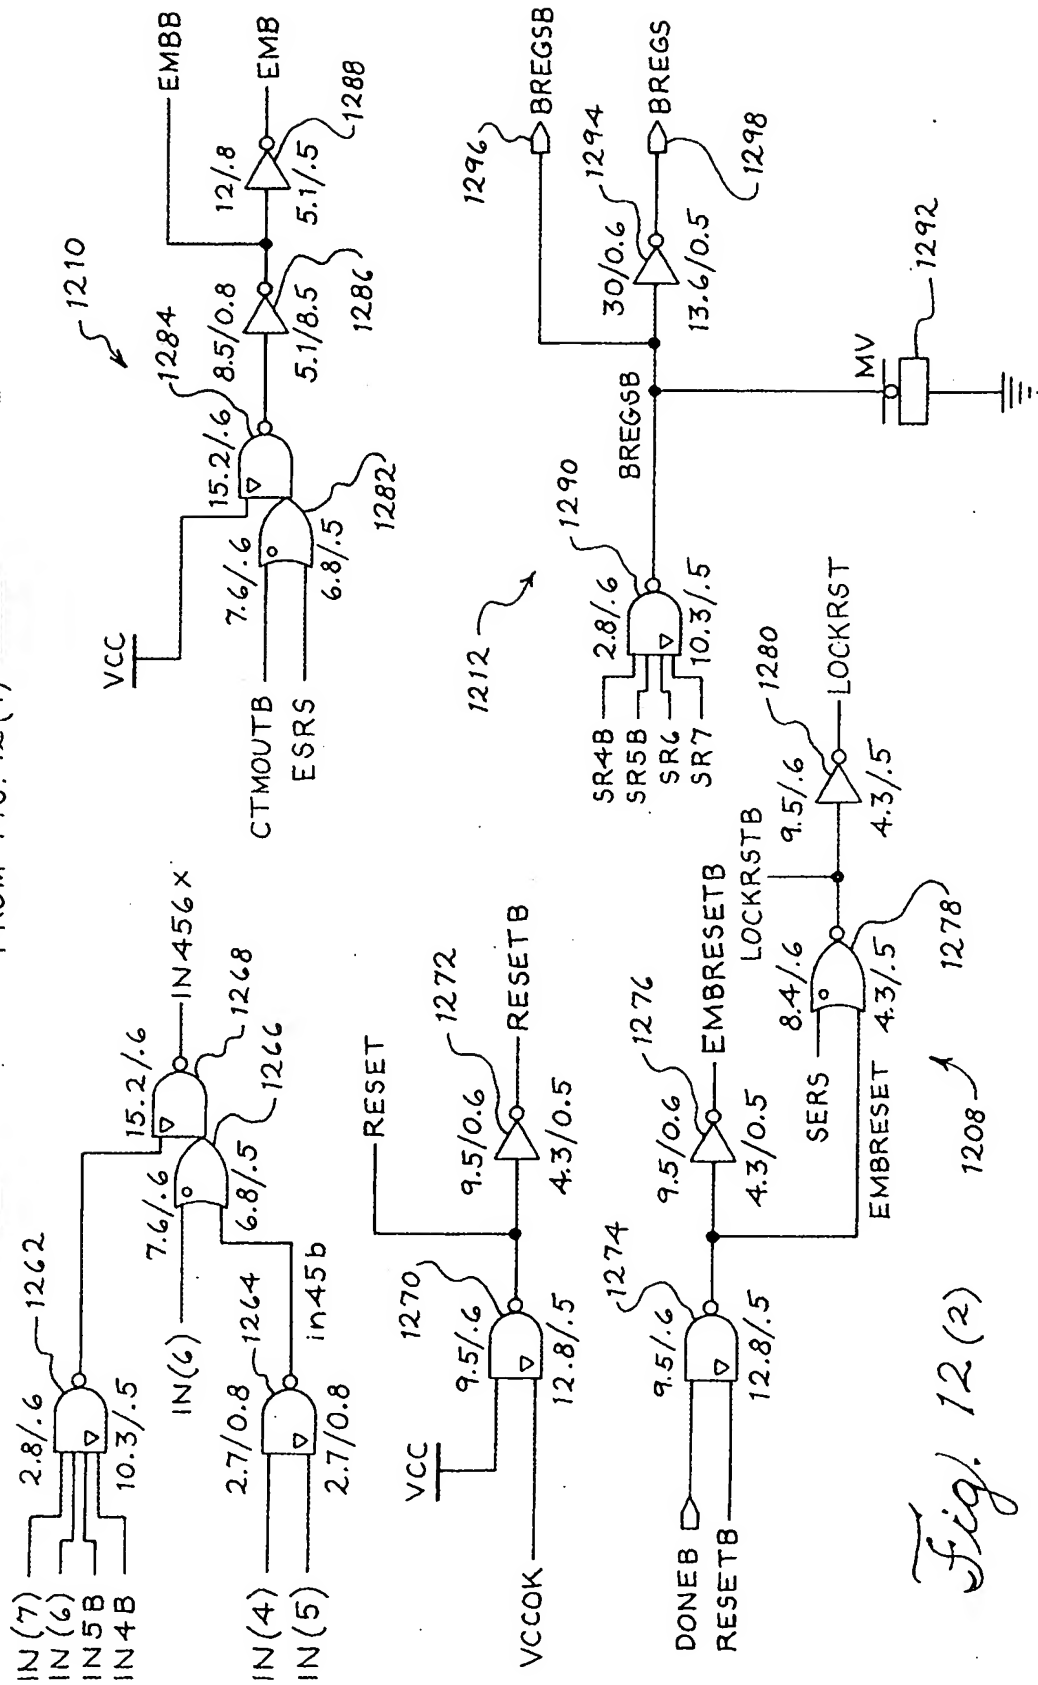 FROM FIG. 12(1)
IN(7)
IN(6)
IN5B
IN4B
2.8/.6
10.3/.5
1262
IN(6)
7.6/.6
6.8/.5
1266
15.2/.6
1268
IN456x
IN(4)
IN(5)
2.7/0.8
2.7/0.8
1264
in45b
VCC
VCCOK
9.5/.6
12.8/.5
1270
RESET
9.5/0.6
4.3/0.5
1272
RESETB
DONEB
RESETB
9.5/.6
12.8/.5
1274
9.5/0.6
4.3/0.5
1276
EMBRESETB
SERS
EMBRESET
8.4/.6
4.3/.5
1278
LOCKRSTB
9.5/.6
4.3/.5
1280
LOCKRST
1208
VCC
CTMOUTB
ESRS
7.6/.6
6.8/.5
1282
15.2/.6
1284
8.5/0.8
5.1/8.5
1286
1210
EMBB
12/.8
5.1/.5
1288
EMB
1212
SR4B
SR5B
SR6
SR7
2.8/.6
10.3/.5
1290
BREGSB
MV
1292
30/0.6
13.6/0.5
1294
1296
BREGSB
BREGS
1298
Fig. 12(2)